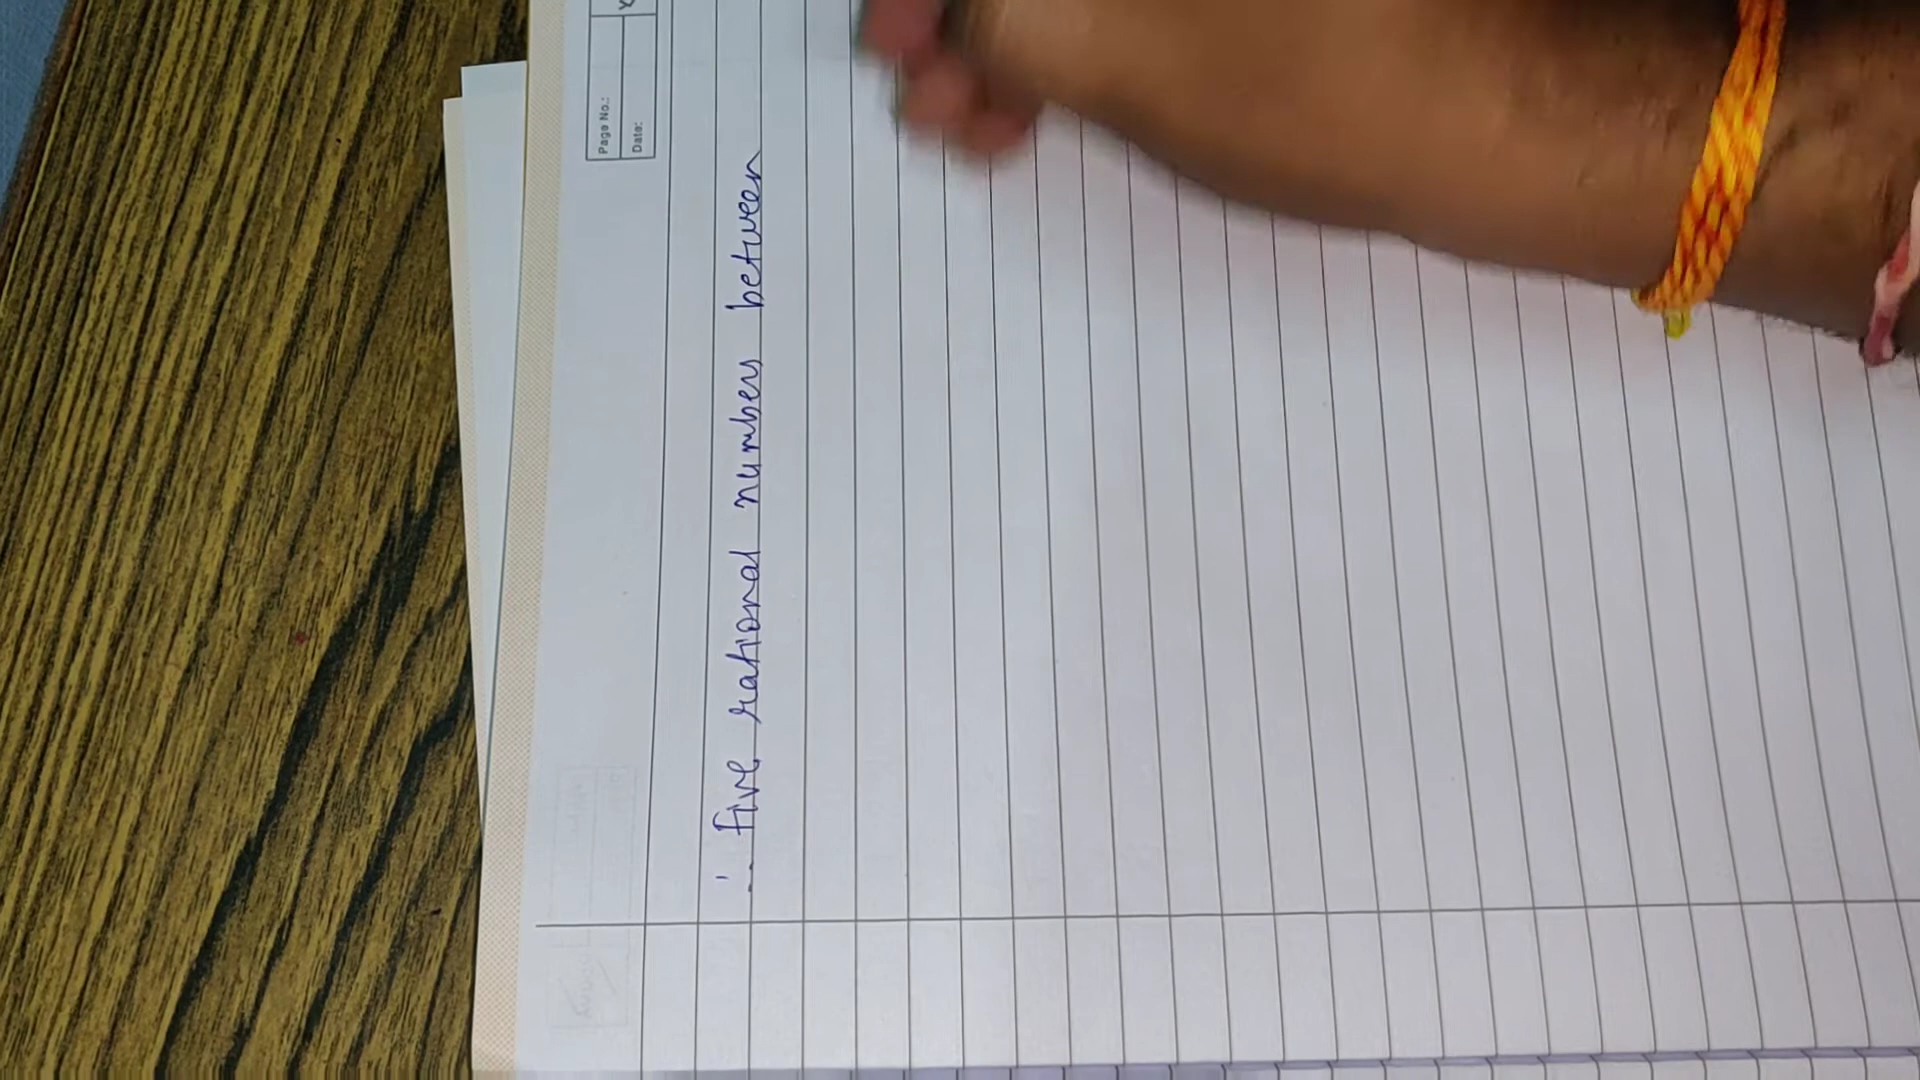 Page No.:
Date:
∴ five rational numbers between